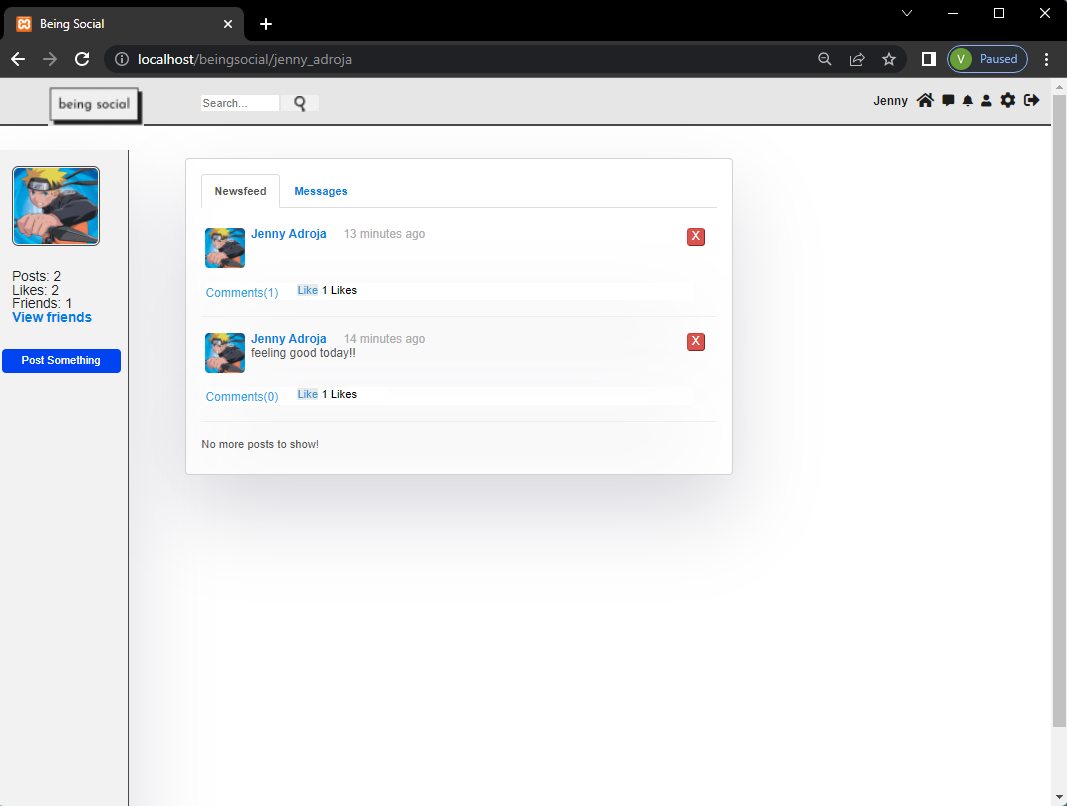 Being Social
localhost/beingsocial/jenny_adroja
V Paused
being social
Search...
Jenny
Posts: 2
Likes: 2
Friends: 1
View friends
Post Something
Newsfeed Messages
Jenny Adroja 13 minutes ago
X
Comments(1) Like 1 Likes
Jenny Adroja 14 minutes ago
X
feeling good today!!
Comments(0) Like 1 Likes
No more posts to show!